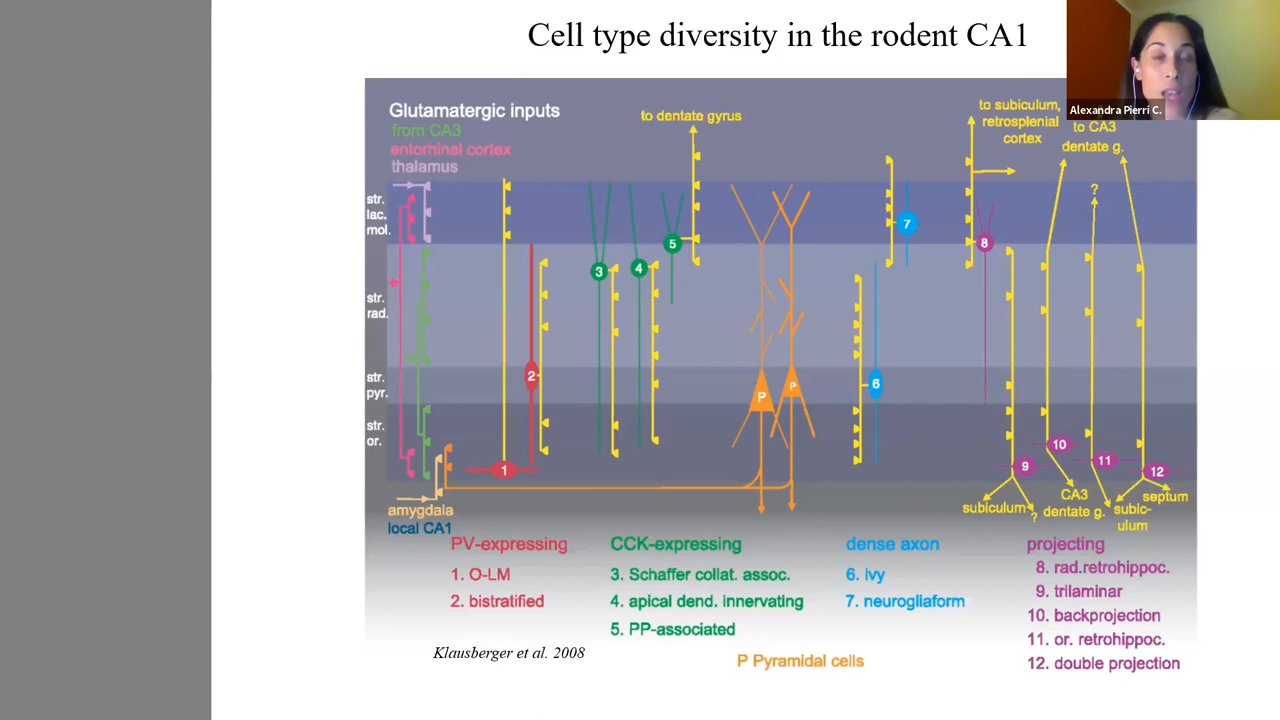 Cell type diversity in the rodent CA1
Alexandra Pierri C.
Glutamatergic inputs
from CA3
entorhinal cortex
thalamus
to dentate gyrus
to subiculum,
retrosplenial
cortex
to CA3
dentate g.
str.
lac.
mol.
str.
rad.
str.
pyr.
str.
or.
?
7
5
8
3
4
2
6
P
P
1
9
10
11
12
amygdala
local CA1
subiculum
?
CA3
dentate g.
subic-
ulum
septum
PV-expressing
1. O-LM
2. bistratified
CCK-expressing
3. Schaffer collat. assoc.
4. apical dend. innervating
5. PP-associated
dense axon
6. ivy
7. neurogliaform
projecting
8. rad.retrohippoc.
9. trilaminar
10. backprojection
11. or. retrohippoc.
12. double projection
Klausberger et al. 2008
P Pyramidal cells